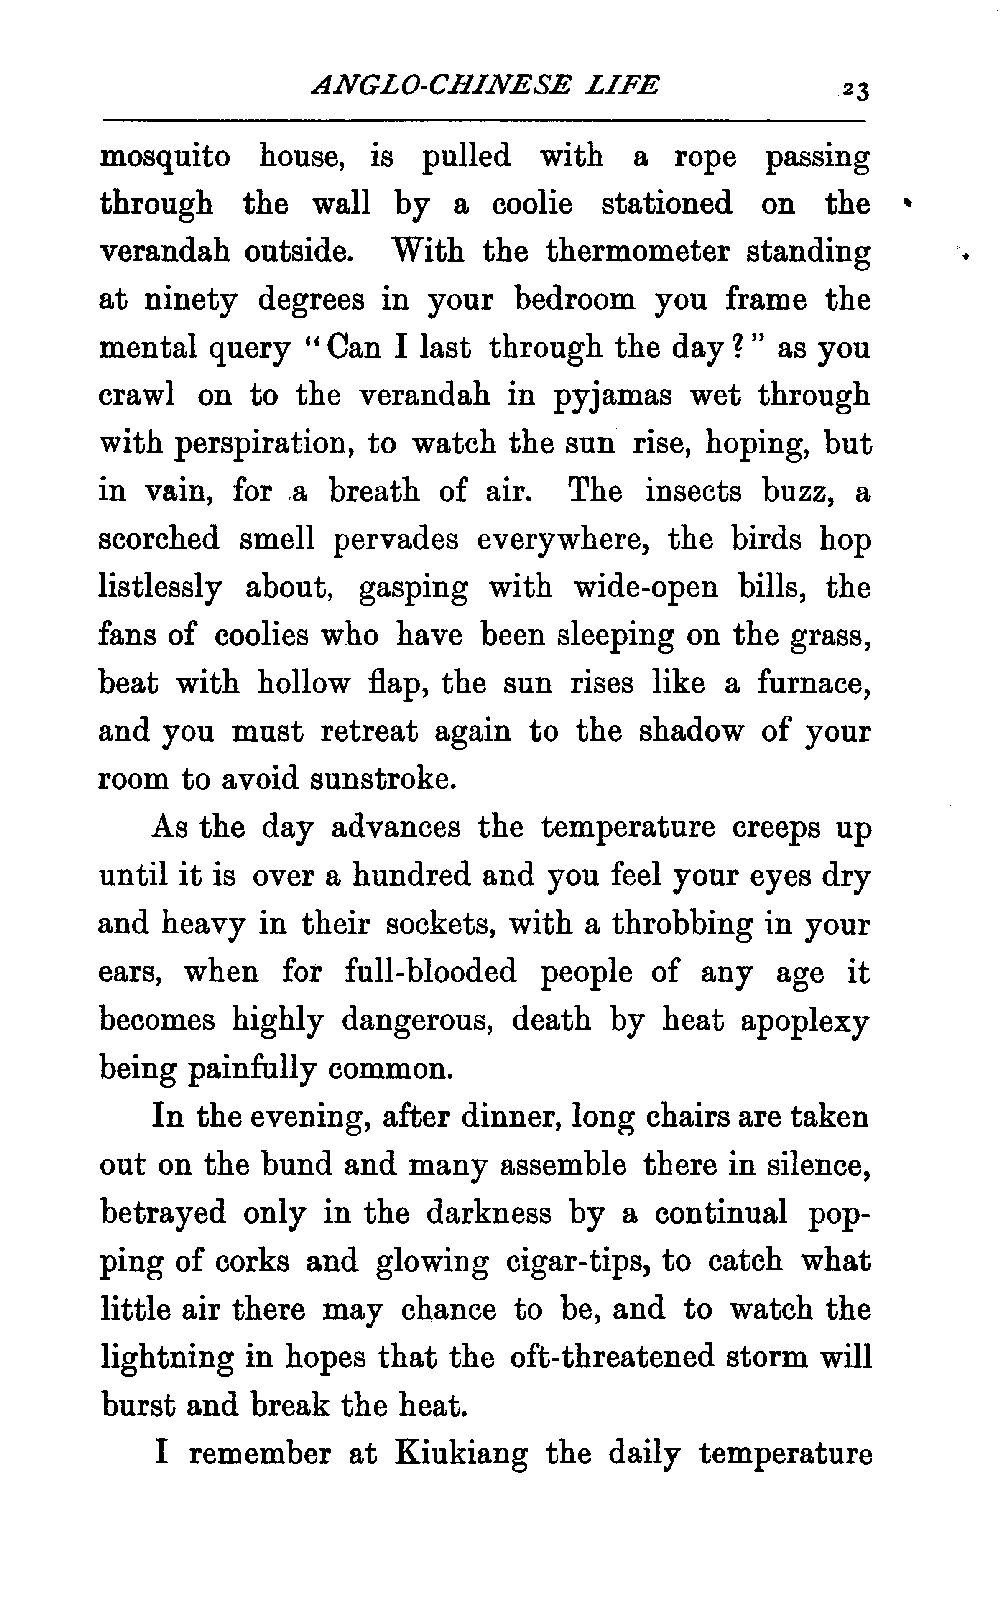 ANGLO-CHINESE LIFE 23
mosquito house, is pulled with a rope passing
through the wall by a coolie stationed on the
verandah outside. With the thermometer standing
at ninety degrees in your bedroom you frame the
mental query "Can I last through the day?" as you
crawl on to the verandah in pyjamas wet through
with perspiration, to watch the sun rise, hoping, but
in vain, for a breath of air. The insects buzz, a
scorched smell pervades everywhere, the birds hop
listlessly about, gasping with wide-open bills, the
fans of coolies who have been sleeping on the grass,
beat with hollow flap, the sun rises like a furnace,
and you must retreat again to the shadow of your
room to avoid sunstroke.
As the day advances the temperature creeps up
until it is over a hundred and you feel your eyes dry
and heavy in their sockets, with a throbbing in your
ears, when for full-blooded people of any age it
becomes highly dangerous, death by heat apoplexy
being painfully common.
In the evening, after dinner, long chairs are taken
out on the bund and many assemble there in silence,
betrayed only in the darkness by a continual pop-
ping of corks and glowing cigar-tips, to catch what
little air there may chance to be, and to watch the
lightning in hopes that the oft-threatened storm will
burst and break the heat.
I remember at Kiukiang the daily temperature